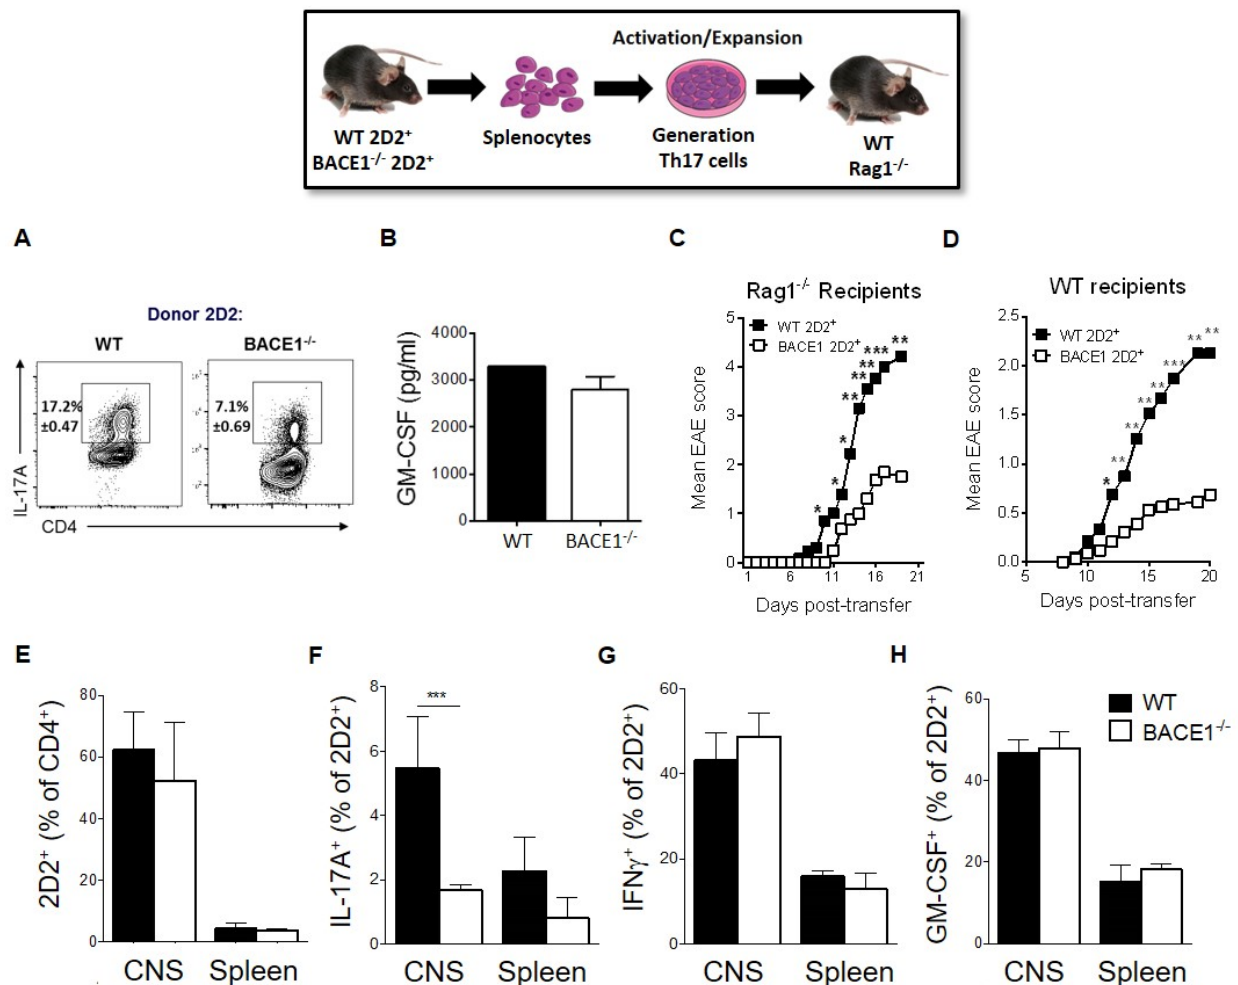 Activation/Expansion
WT 2D2⁺
BACE1⁻/⁻ 2D2⁺
Splenocytes
Generation
Th17 cells
WT
Rag1⁻/⁻
A
Donor 2D2:
WT
BACE1⁻/⁻
17.2%
±0.47
7.1%
±0.69
IL-17A
CD4
B
GM-CSF (pg/ml)
4000
3000
2000
1000
0
WT
BACE1⁻/⁻
C
Rag1⁻/⁻ Recipients
WT 2D2⁺
BACE1 2D2⁺
Mean EAE score
5
4
3
2
1
0
* * * ** ** ** *** **
1 6 11 16 21
Days post-transfer
D
WT recipients
WT 2D2⁺
BACE1 2D2⁺
Mean EAE score
2.5
2.0
1.5
1.0
0.5
0.0
* ** ** ** ** *** ** **
5 10 15 20
Days post-transfer
E
2D2⁺ (% of CD4⁺)
80
60
40
20
0
CNS Spleen
F
IL-17A⁺ (% of 2D2⁺)
8
6
4
2
0
***
CNS Spleen
G
IFNγ⁺ (% of 2D2⁺)
60
40
20
0
CNS Spleen
H
GM-CSF⁺ (% of 2D2⁺)
60
40
20
0
WT
BACE1⁻/⁻
CNS Spleen